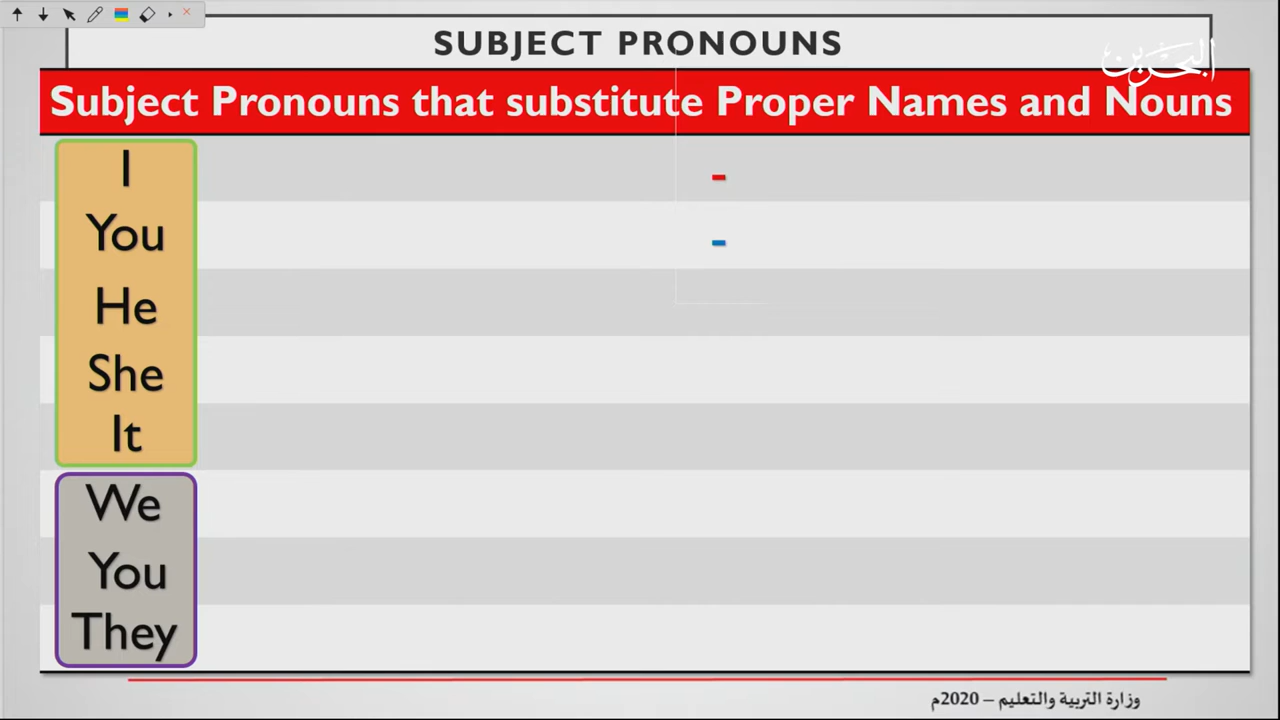 SUBJECT PRONOUNS
البحرين
Subject Pronouns that substitute Proper Names and Nouns
I
-
You
-
He
She
It
We
You
They
وزارة التربية والتعليم – 2020م